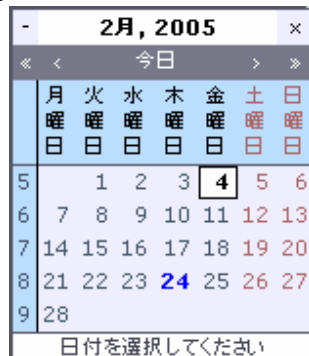 - 2月, 2005 ×
« ‹ 今日 › »
月曜日 火曜日 水曜日 木曜日 金曜日 土曜日 日曜日
5 1 2 3 4 5 6
6 7 8 9 10 11 12 13
7 14 15 16 17 18 19 20
8 21 22 23 24 25 26 27
9 28
日付を選択してください